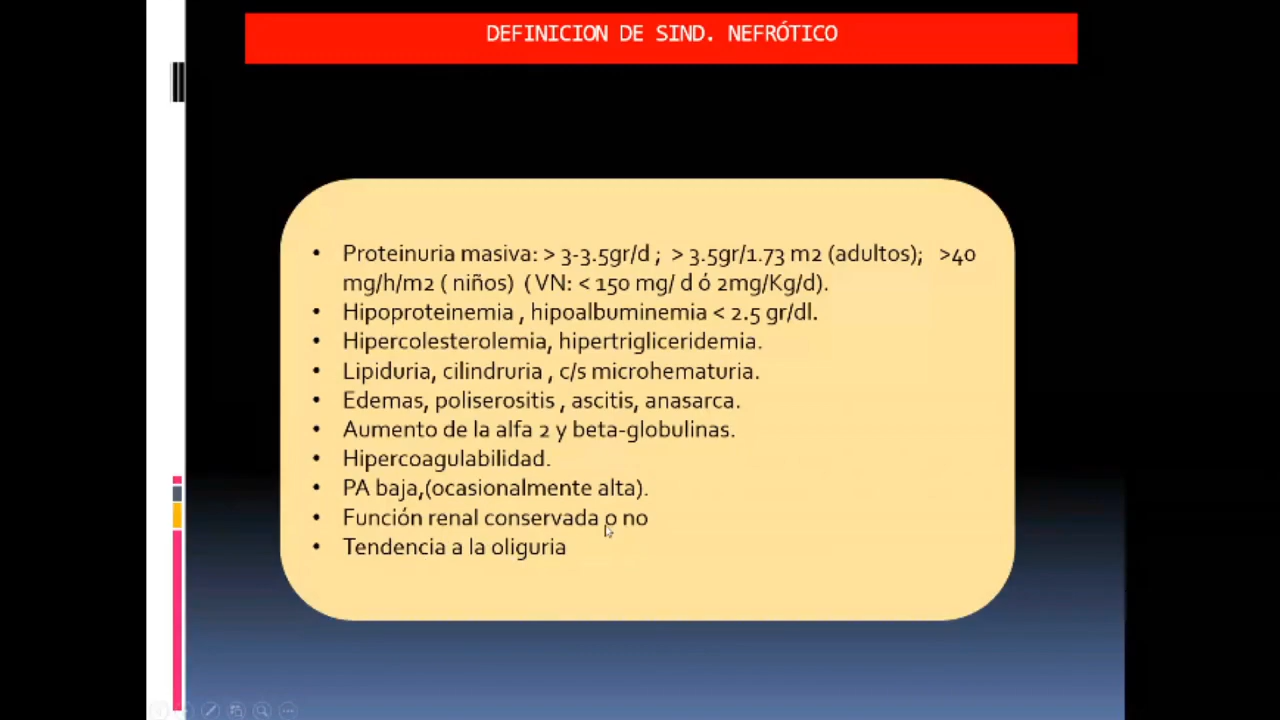 DEFINICION DE SIND. NEFRÓTICO
• Proteinuria masiva: > 3-3.5gr/d ; > 3.5gr/1.73 m2 (adultos); >40
mg/h/m2 ( niños) ( VN: < 150 mg/ d ó 2mg/Kg/d).
• Hipoproteinemia , hipoalbuminemia < 2.5 gr/dl.
• Hipercolesterolemia, hipertrigliceridemia.
• Lipiduria, cilindruria , c/s microhematuria.
• Edemas, poliserositis , ascitis, anasarca.
• Aumento de la alfa 2 y beta-globulinas.
• Hipercoagulabilidad.
• PA baja,(ocasionalmente alta).
• Función renal conservada o no
• Tendencia a la oliguria